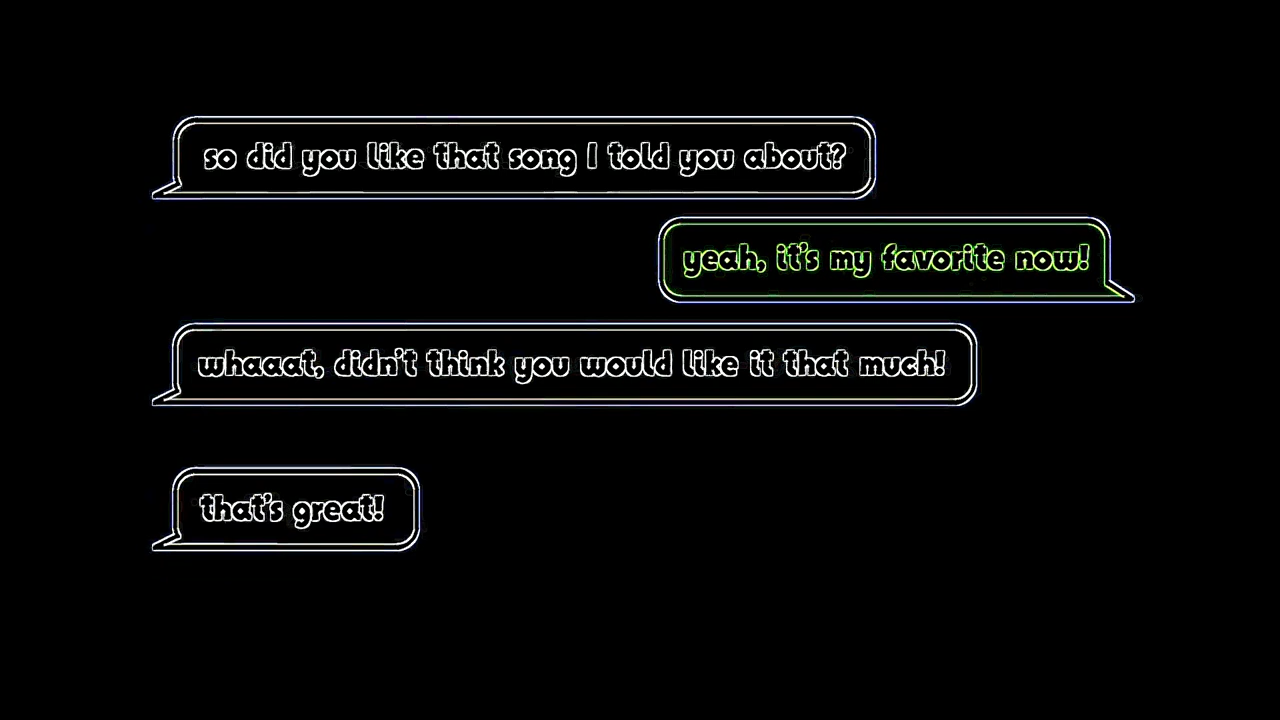 so did you like that song I told you about?
yeah, it's my favorite now!
whaaat, didn't think you would like it that much!
that's great!